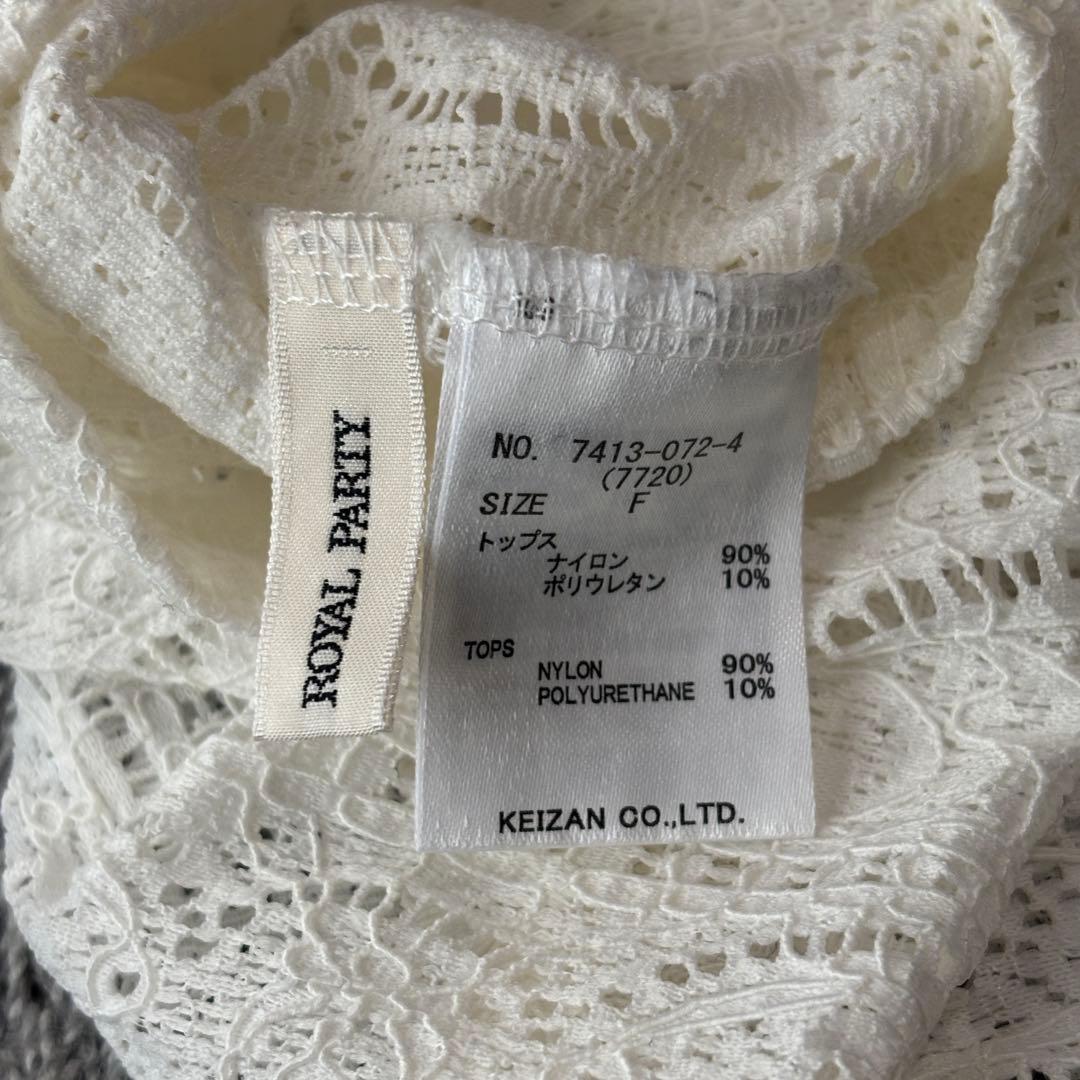 ROYAL PARTY
NO. 7413-072-4
(7720)
SIZE F
トップス
ナイロン 90%
ポリウレタン 10%
TOPS
NYLON 90%
POLYURETHANE 10%
KEIZAN CO.,LTD.